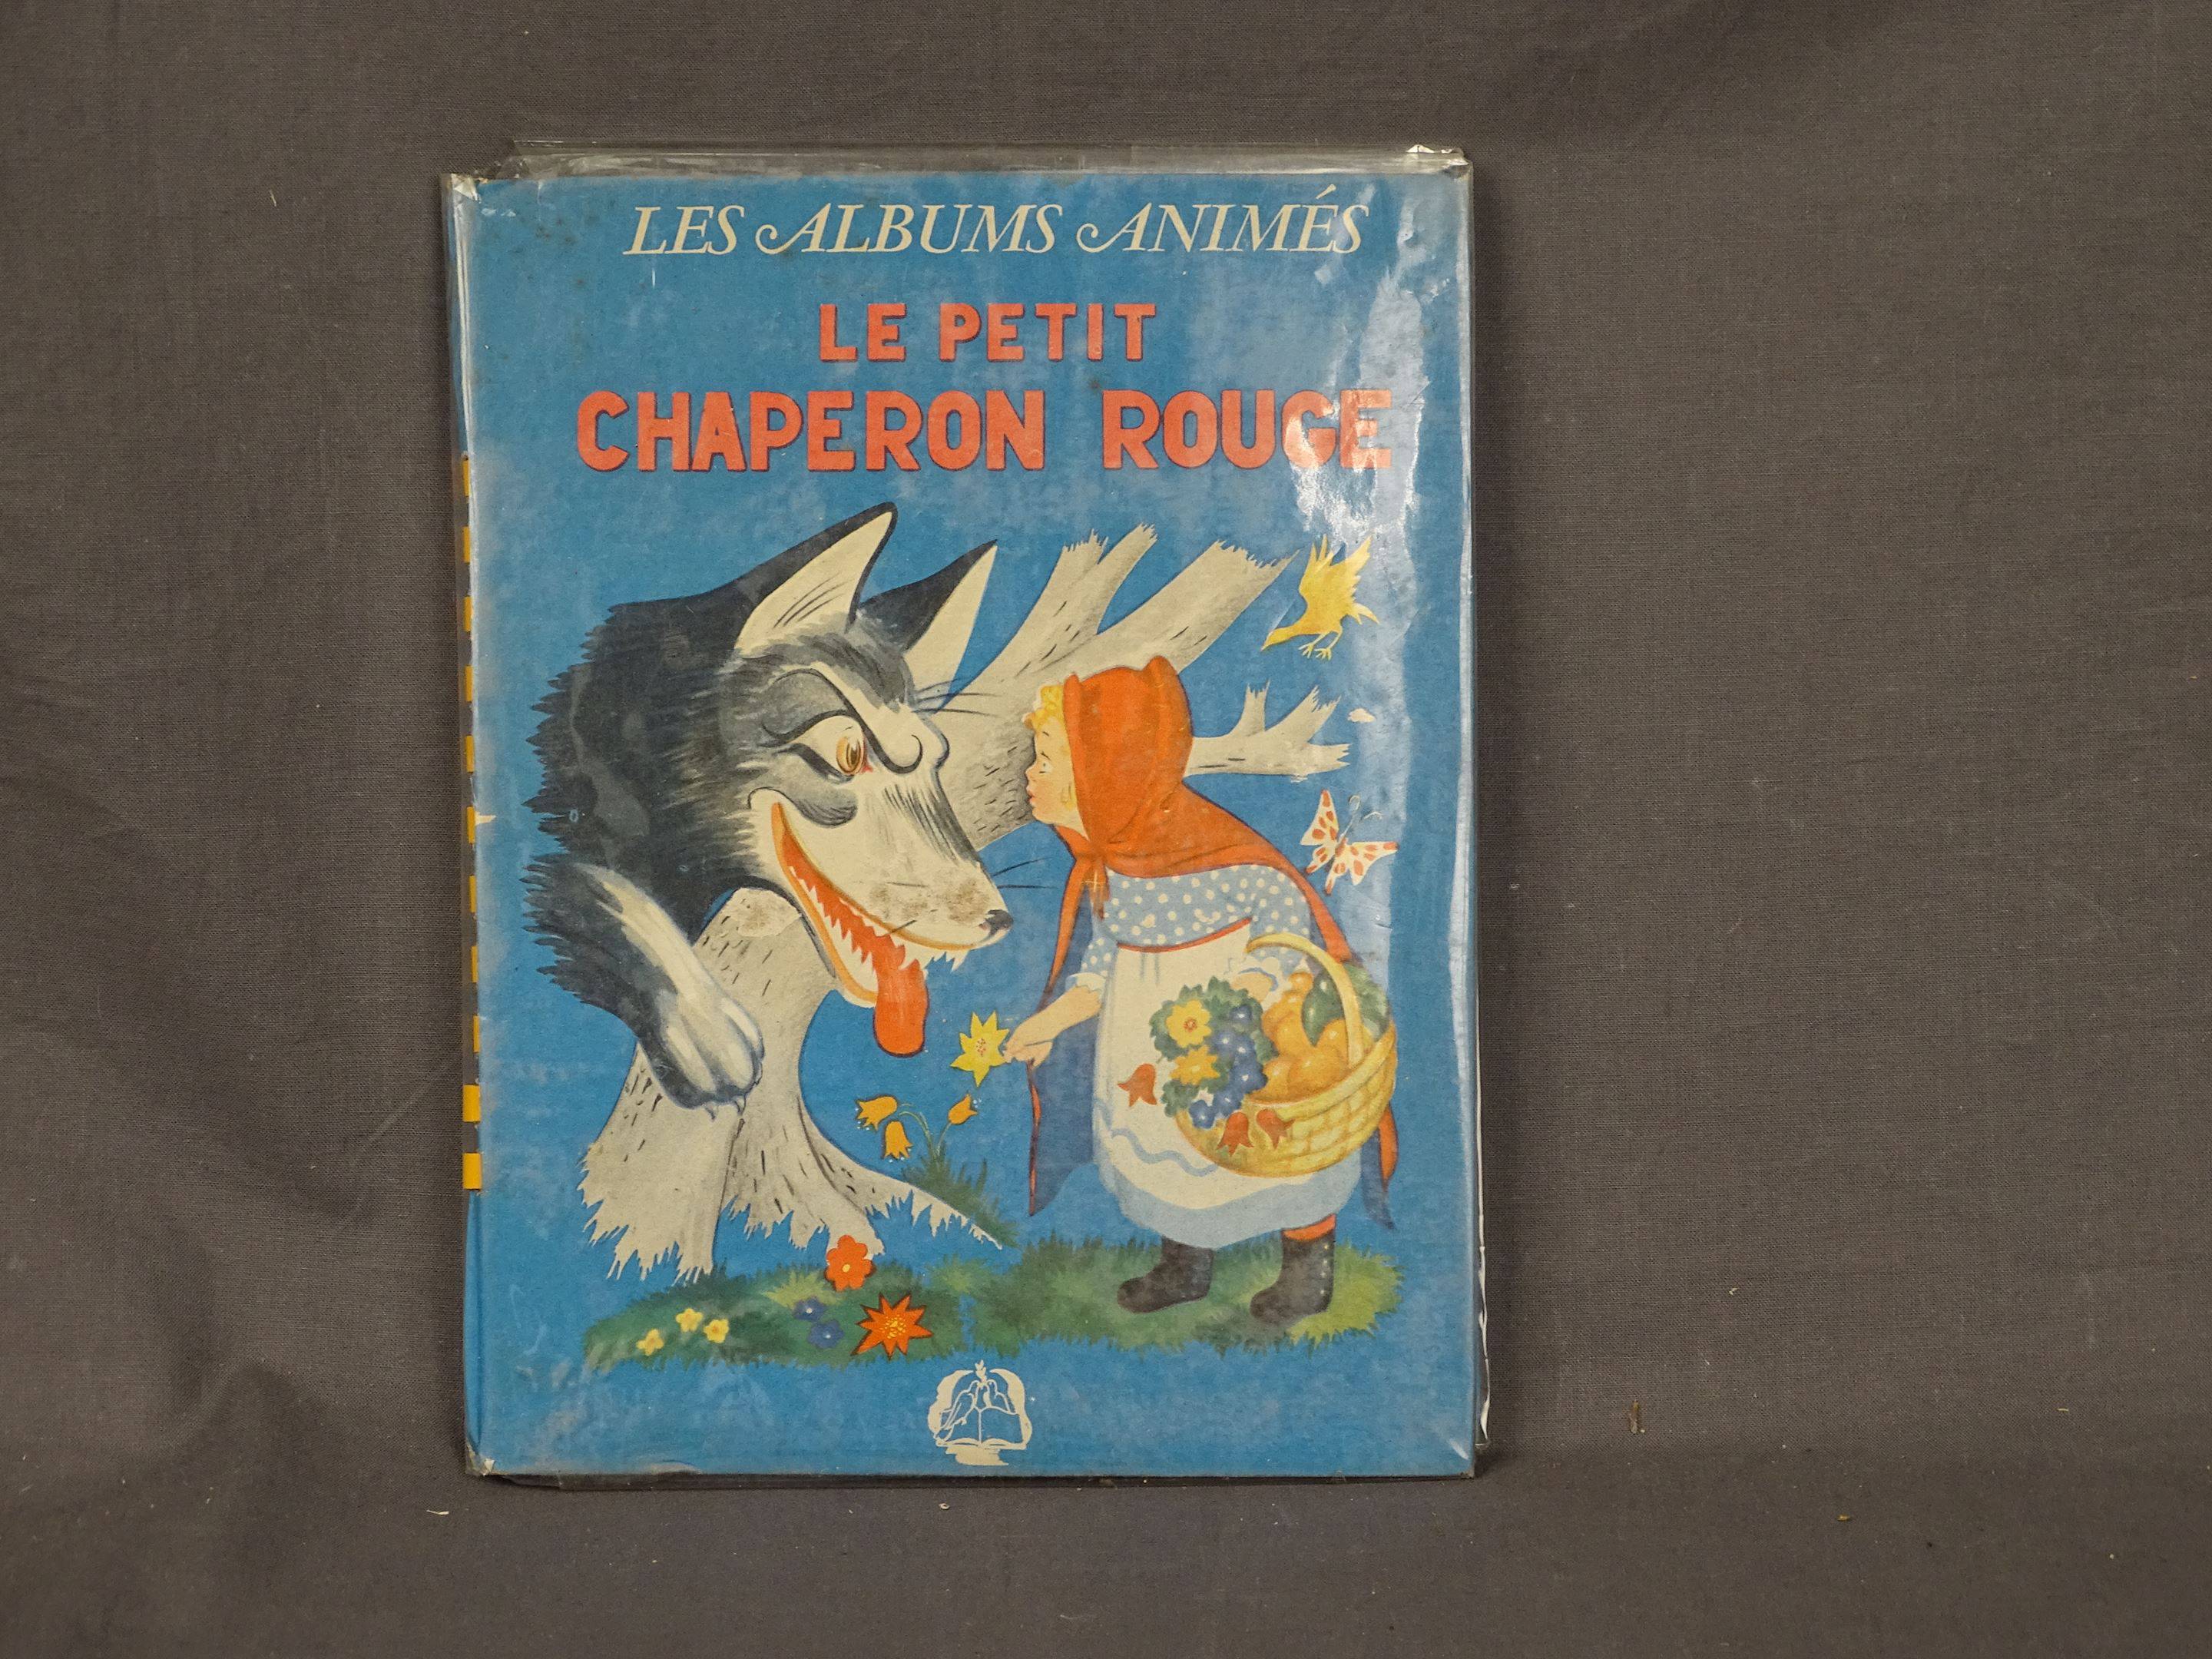 LES ALBUMS ANIMÉS
LE PETIT
CHAPERON ROUGE